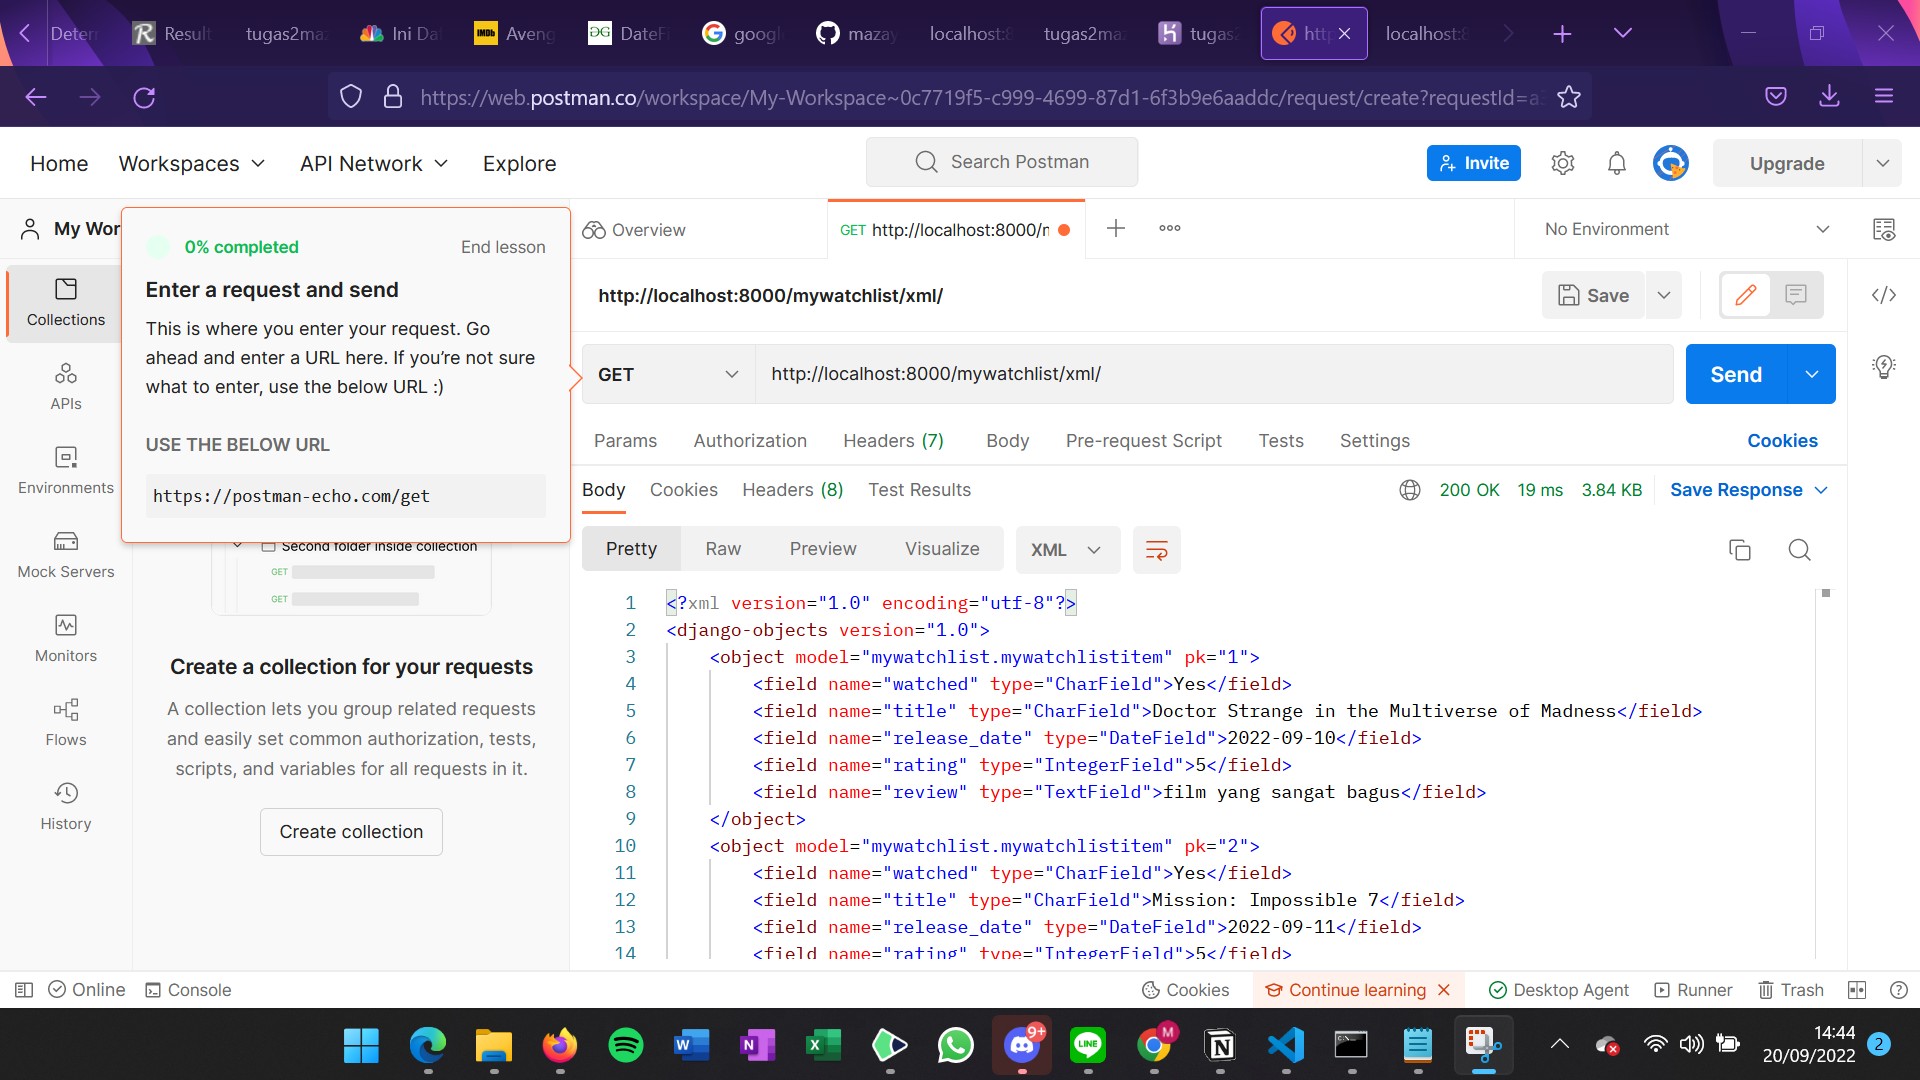 Result
tugas2ma
Ini Da
Aveng
DateFi
googl
mazay
localhost:8
tugas2ma
tugas2
localhost:8
https://web.postman.co/workspace/My-Workspace~0c7719f5-c999-4699-87d1-6f3b9e6aaddc/request/create?requestId=a
Home
Workspaces
API Network
Explore
Search Postman
Invite
Upgrade
My Wor
Overview
GET http://localhost:8000/
No Environment
0% completed
End lesson
Enter a request and send
This is where you enter your request. Go
ahead and enter a URL here. If you’re not sure
what to enter, use the below URL :)
USE THE BELOW URL
https://postman-echo.com/get
Collections
APIs
Environments
Mock Servers
Monitors
Flows
History
Second folder inside collection
GET
GET
Create a collection for your requests
A collection lets you group related requests
and easily set common authorization, tests,
scripts, and variables for all requests in it.
Create collection
http://localhost:8000/mywatchlist/xml/
Save
GET
http://localhost:8000/mywatchlist/xml/
Send
Params
Authorization
Headers (7)
Body
Pre-request Script
Tests
Settings
Cookies
Body
Cookies
Headers (8)
Test Results
200 OK
19 ms
3.84 KB
Save Response
Pretty
Raw
Preview
Visualize
XML
1 <?xml version="1.0" encoding="utf-8"?>
2 <django-objects version="1.0">
3 <object model="mywatchlist.mywatchlistitem" pk="1">
4 <field name="watched" type="CharField">Yes</field>
5 <field name="title" type="CharField">Doctor Strange in the Multiverse of Madness</field>
6 <field name="release_date" type="DateField">2022-09-10</field>
7 <field name="rating" type="IntegerField">5</field>
8 <field name="review" type="TextField">film yang sangat bagus</field>
9 </object>
10 <object model="mywatchlist.mywatchlistitem" pk="2">
11 <field name="watched" type="CharField">Yes</field>
12 <field name="title" type="CharField">Mission: Impossible 7</field>
13 <field name="release_date" type="DateField">2022-09-11</field>
14 <field name="rating" type="IntegerField">5</field>
Online
Console
Cookies
Continue learning
Desktop Agent
Runner
Trash
9+
M
LINE
14:44
20/09/2022
2